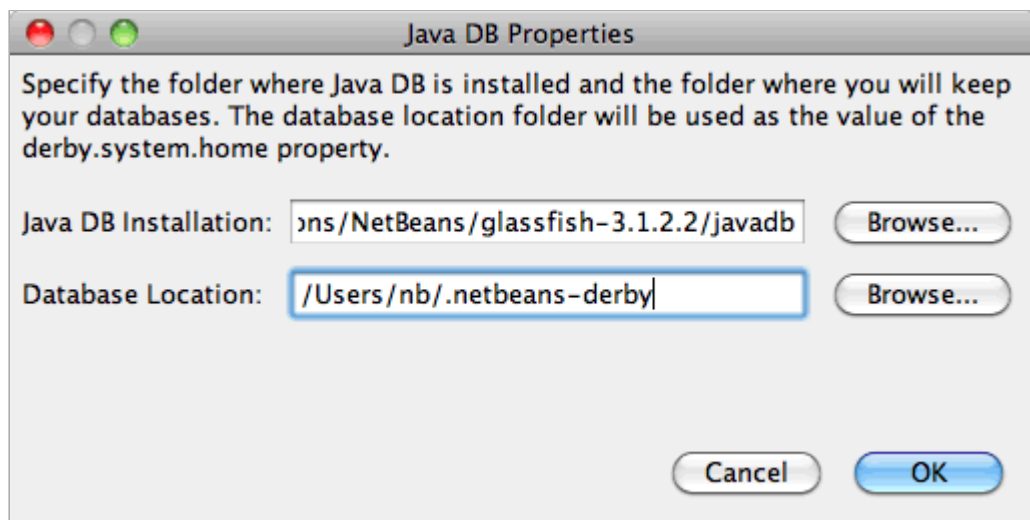 Java DB Properties
Specify the folder where Java DB is installed and the folder where you will keep
your databases. The database location folder will be used as the value of the
derby.system.home property.
Java DB Installation: ons/NetBeans/glassfish-3.1.2.2/javadb Browse...
Database Location: /Users/nb/.netbeans-derby Browse...
Cancel OK